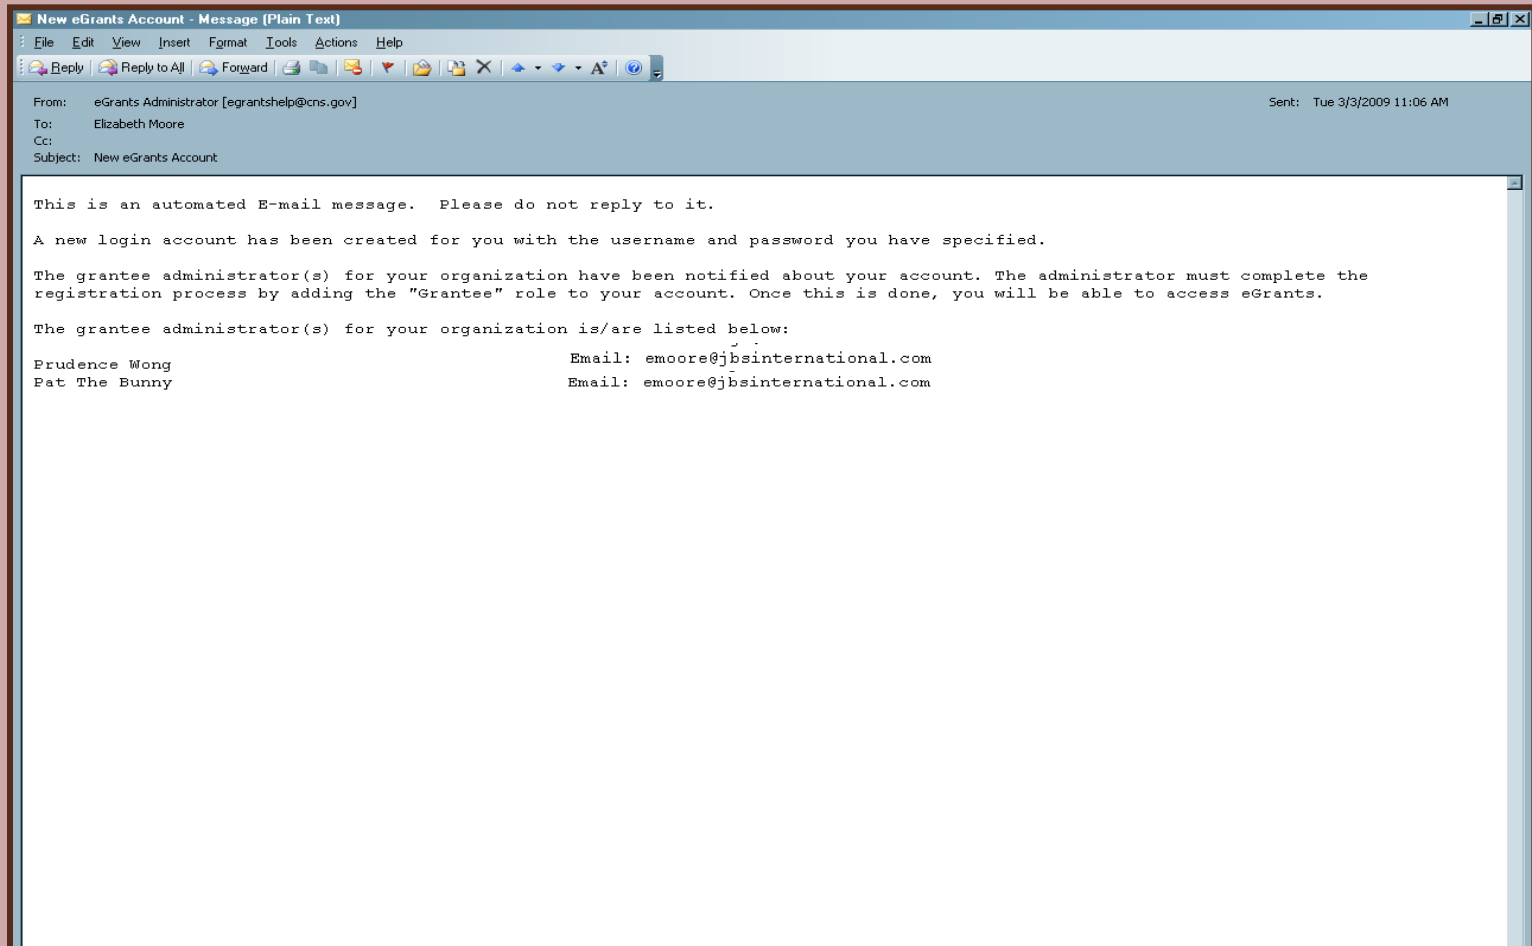 New eGrants Account - Message (Plain Text)
File Edit View Insert Format Tools Actions Help
Reply Reply to All Forward
From: eGrants Administrator [egrantshelp@cns.gov] Sent: Tue 3/3/2009 11:06 AM
To: Elizabeth Moore
Cc:
Subject: New eGrants Account
This is an automated E-mail message.  Please do not reply to it.
A new login account has been created for you with the username and password you have specified.
The grantee administrator(s) for your organization have been notified about your account. The administrator must complete the
registration process by adding the "Grantee" role to your account. Once this is done, you will be able to access eGrants.
The grantee administrator(s) for your organization is/are listed below:
Prudence Wong Email: emoore@jbsinternational.com
Pat The Bunny Email: emoore@jbsinternational.com